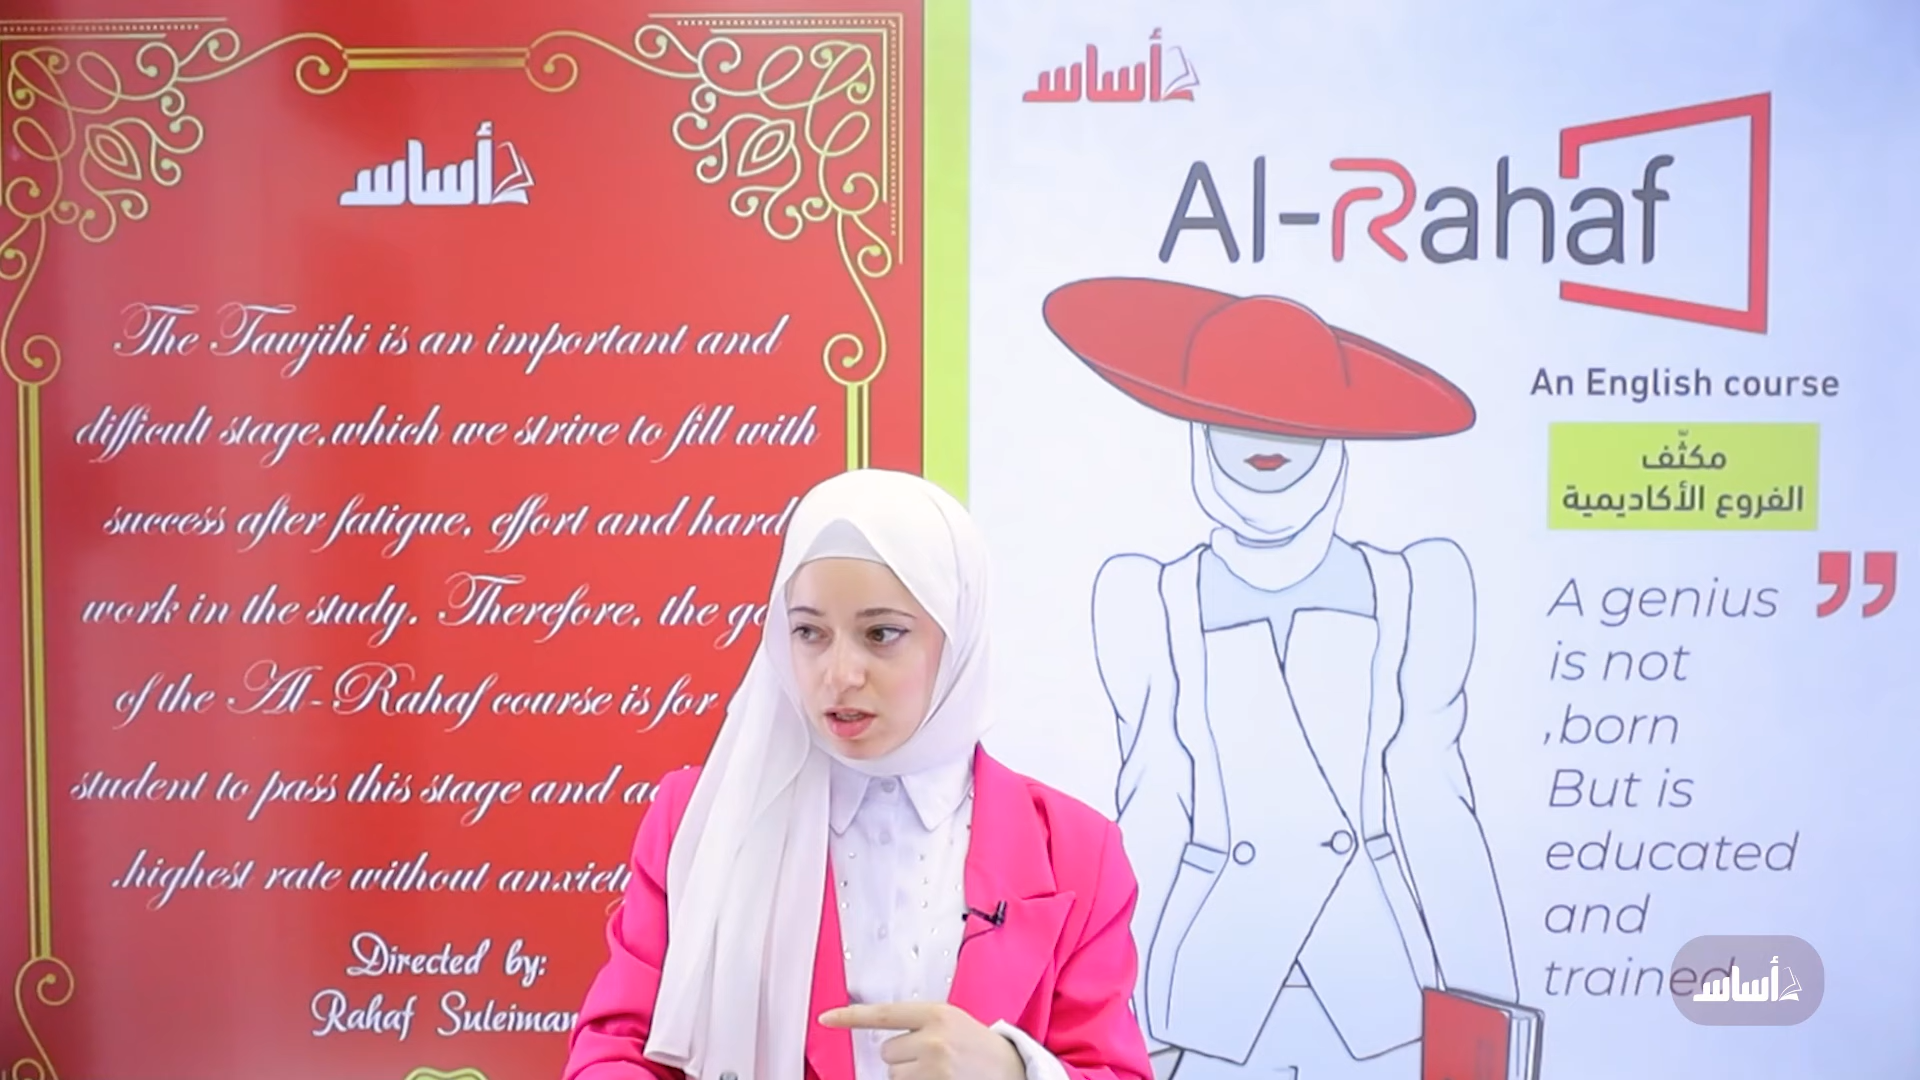 أساس
The Tawjihi is an important and
difficult stage,which we strive to fill with
success after fatigue, effort and hard
work in the study. Therefore, the
of the Al-Rahaf course is for
student to pass this stage and
.highest rate without
Directed by:
Rahaf Suleiman
أساس
Al-Rahaf
An English course
مكثّف
الفروع الأكاديمية
A genius ”
is not
,born
But is
educated
and
trained
أساس